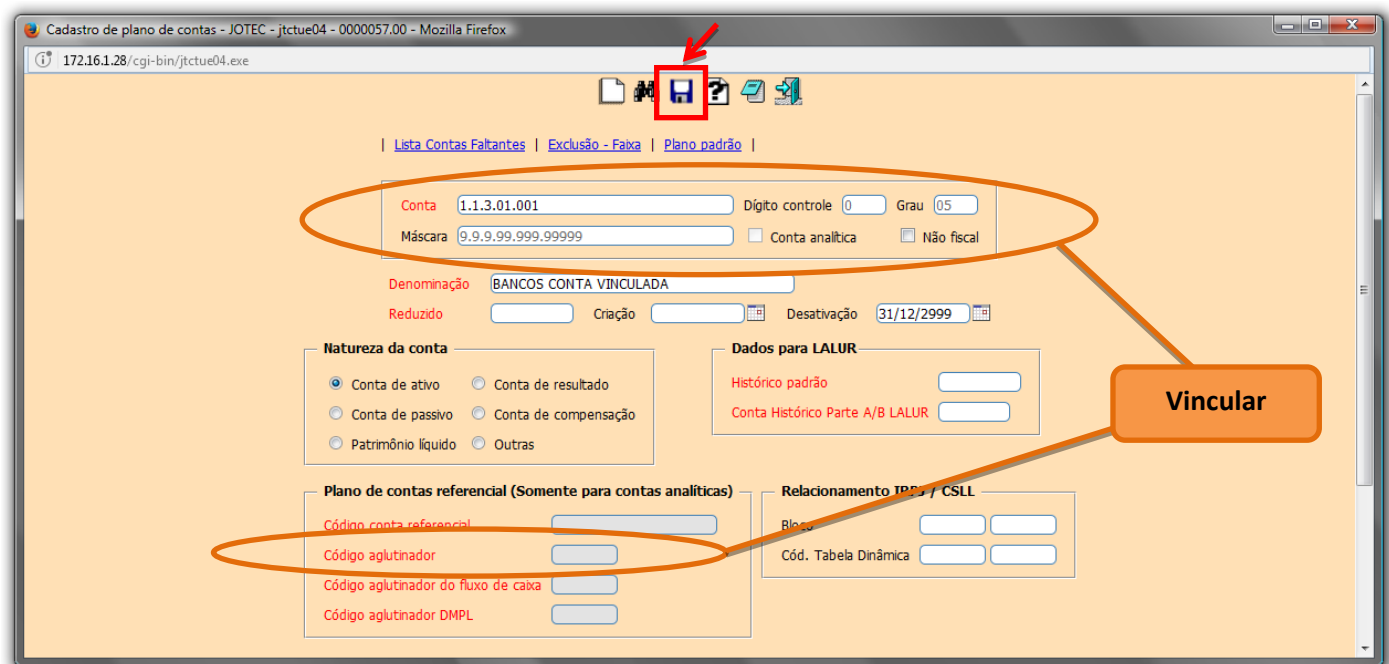 Cadastro de plano de contas - JOTEC - jtctue04 - 0000057.00 - Mozilla Firefox
172.16.1.28/cgi-bin/jtctue04.exe
| Lista Contas Faltantes | Exclusão - Faixa | Plano padrão |
Conta 1.1.3.01.001 Dígito controle 0 Grau 05
Máscara 9.9.9.99.999.99999 Conta analítica Não fiscal
Denominação BANCOS CONTA VINCULADA
Reduzido Criação Desativação 31/12/2999
Natureza da conta Dados para LALUR
Conta de ativo Conta de resultado Histórico padrão
Conta de passivo Conta de compensação Conta Histórico Parte A/B LALUR
Patrimônio líquido Outras
Vincular
Plano de contas referencial (Somente para contas analíticas) Relacionamento IRPJ / CSLL
Código conta referencial Bloco
Código aglutinador Cód. Tabela Dinâmica
Código aglutinador do fluxo de caixa
Código aglutinador DMPL